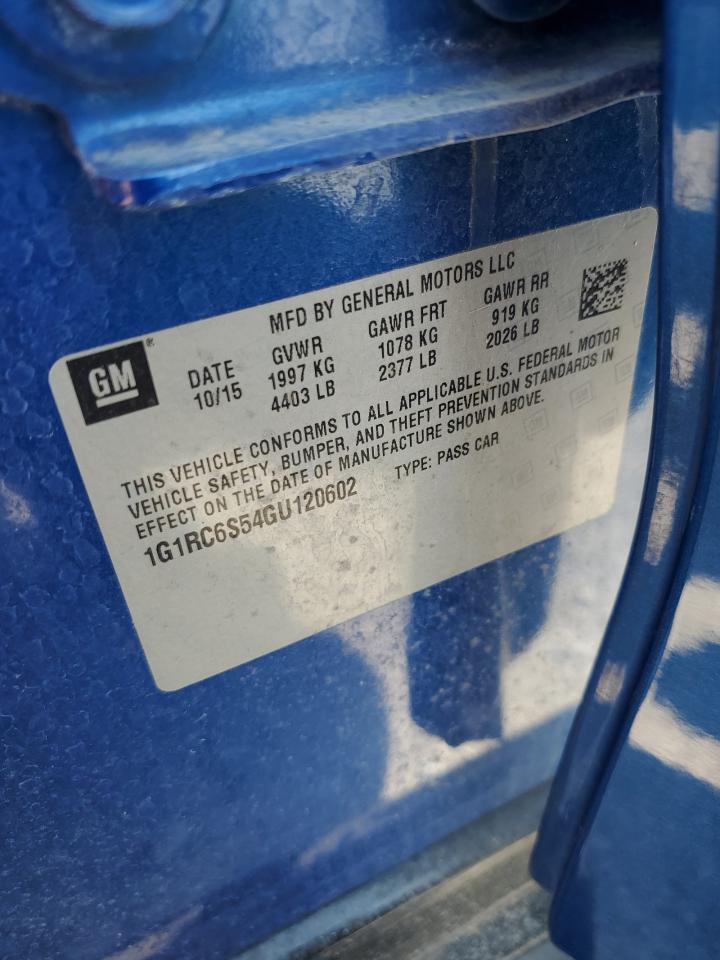 MFD BY GENERAL MOTORS LLC
GM®
DATE GVWR GAWR FRT GAWR RR
10/15 1997 KG 1078 KG 919 KG
4403 LB 2377 LB 2026 LB
THIS VEHICLE CONFORMS TO ALL APPLICABLE U.S. FEDERAL MOTOR
VEHICLE SAFETY, BUMPER, AND THEFT PREVENTION STANDARDS IN
EFFECT ON THE DATE OF MANUFACTURE SHOWN ABOVE.
1G1RC6S54GU120602 TYPE: PASS CAR